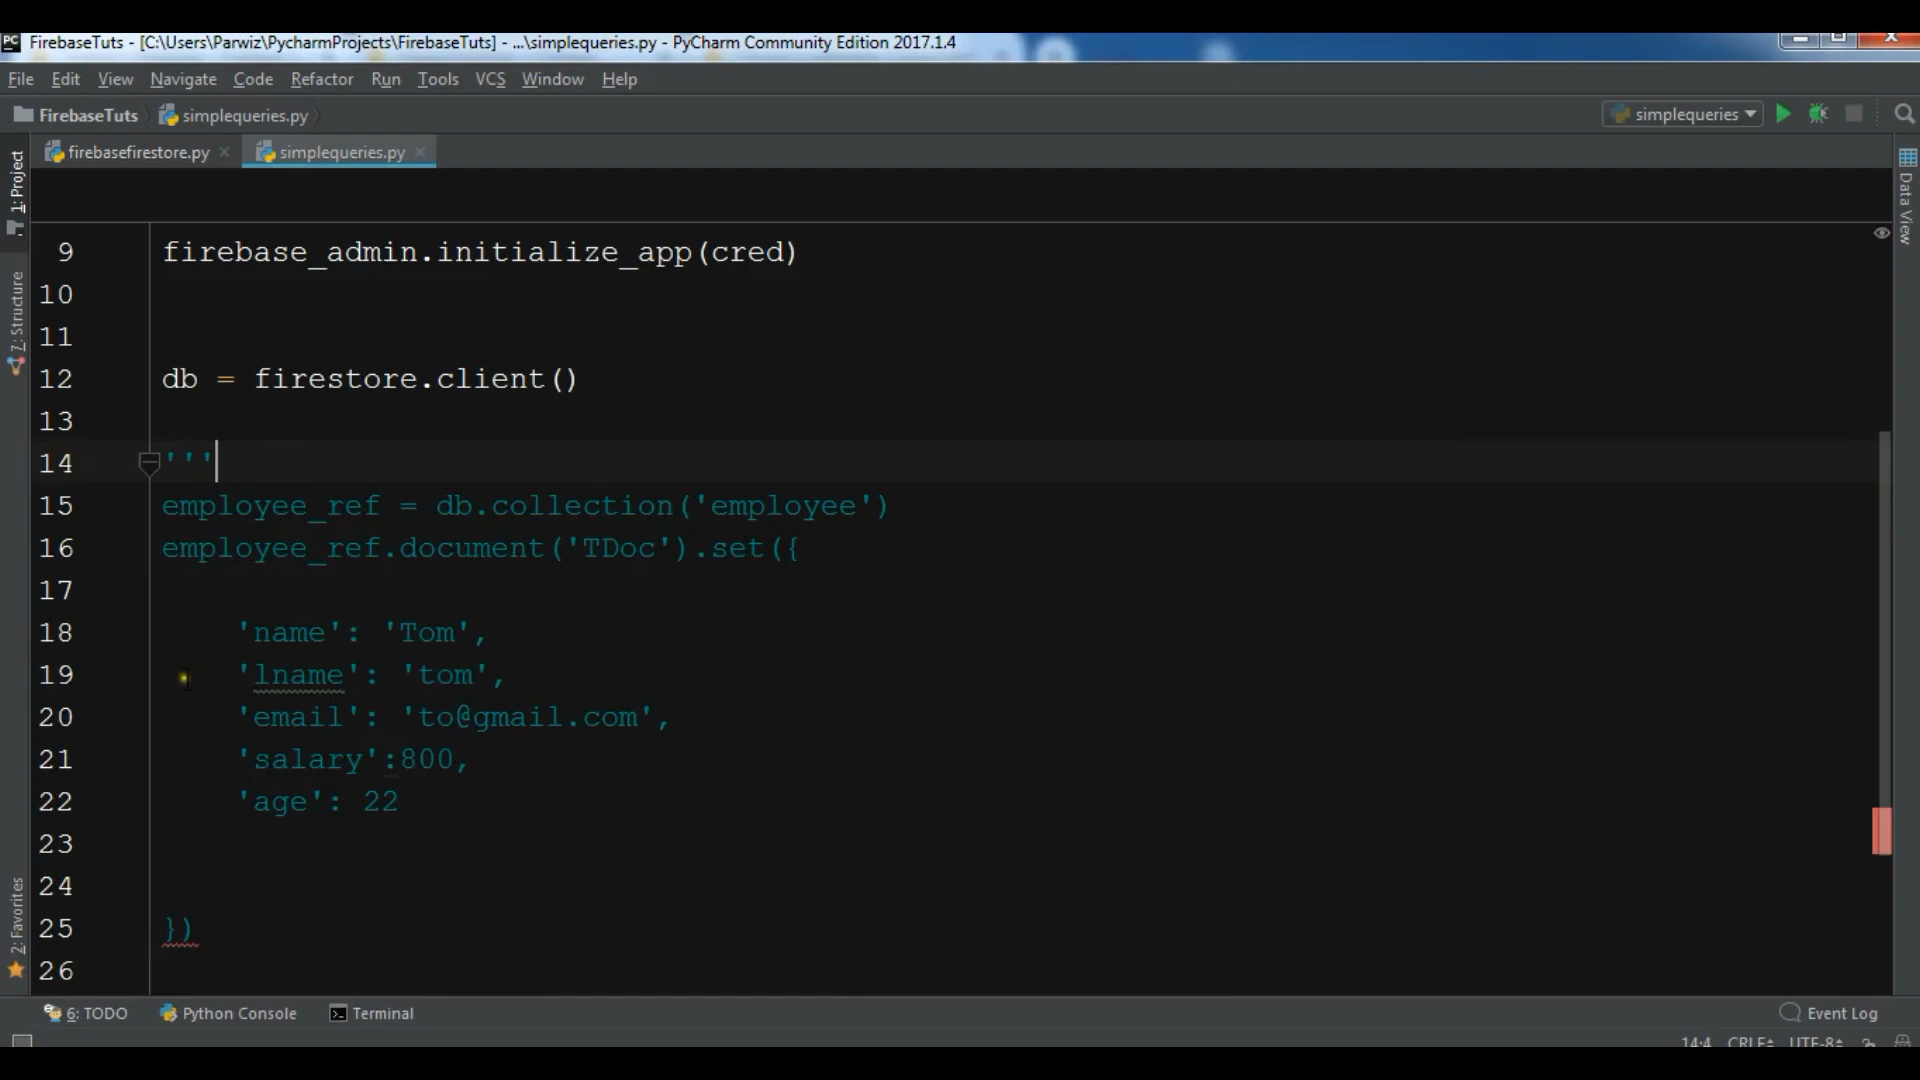 PC FirebaseTuts - [C:\Users\Parwiz\PycharmProjects\FirebaseTuts] - ...\simplequeries.py - PyCharm Community Edition 2017.1.4
File Edit View Navigate Code Refactor Run Tools VCS Window Help
FirebaseTuts simplequeries.py simplequeries
firebasefirestore.py simplequeries.py
1: Project
7: Structure
2: Favorites
Data View
9 firebase_admin.initialize_app(cred)
10
11
12 db = firestore.client()
13
14 '''
15 employee_ref = db.collection('employee')
16 employee_ref.document('TDoc').set({
17
18 'name': 'Tom',
19 'lname': 'tom',
20 'email': 'to@gmail.com',
21 'salary':800,
22 'age': 22
23
24
25 })
26
6: TODO Python Console Terminal Event Log
14:4 CRLF UTF-8